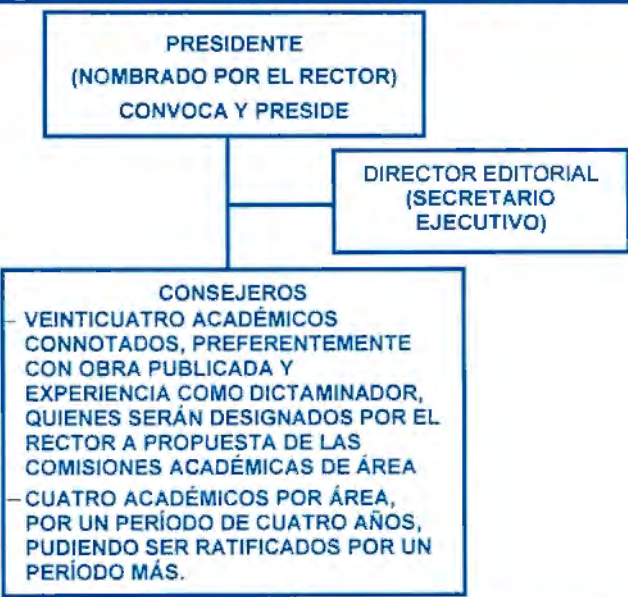 PRESIDENTE
(NOMBRADO POR EL RECTOR)
CONVOCA Y PRESIDE
DIRECTOR EDITORIAL
(SECRETARIO
EJECUTIVO)
CONSEJEROS
– VEINTICUATRO ACADÉMICOS
CONNOTADOS, PREFERENTEMENTE
CON OBRA PUBLICADA Y
EXPERIENCIA COMO DICTAMINADOR,
QUIENES SERÁN DESIGNADOS POR EL
RECTOR A PROPUESTA DE LAS
COMISIONES ACADÉMICAS DE ÁREA
– CUATRO ACADÉMICOS POR ÁREA,
POR UN PERÍODO DE CUATRO AÑOS,
PUDIENDO SER RATIFICADOS POR UN
PERÍODO MÁS.